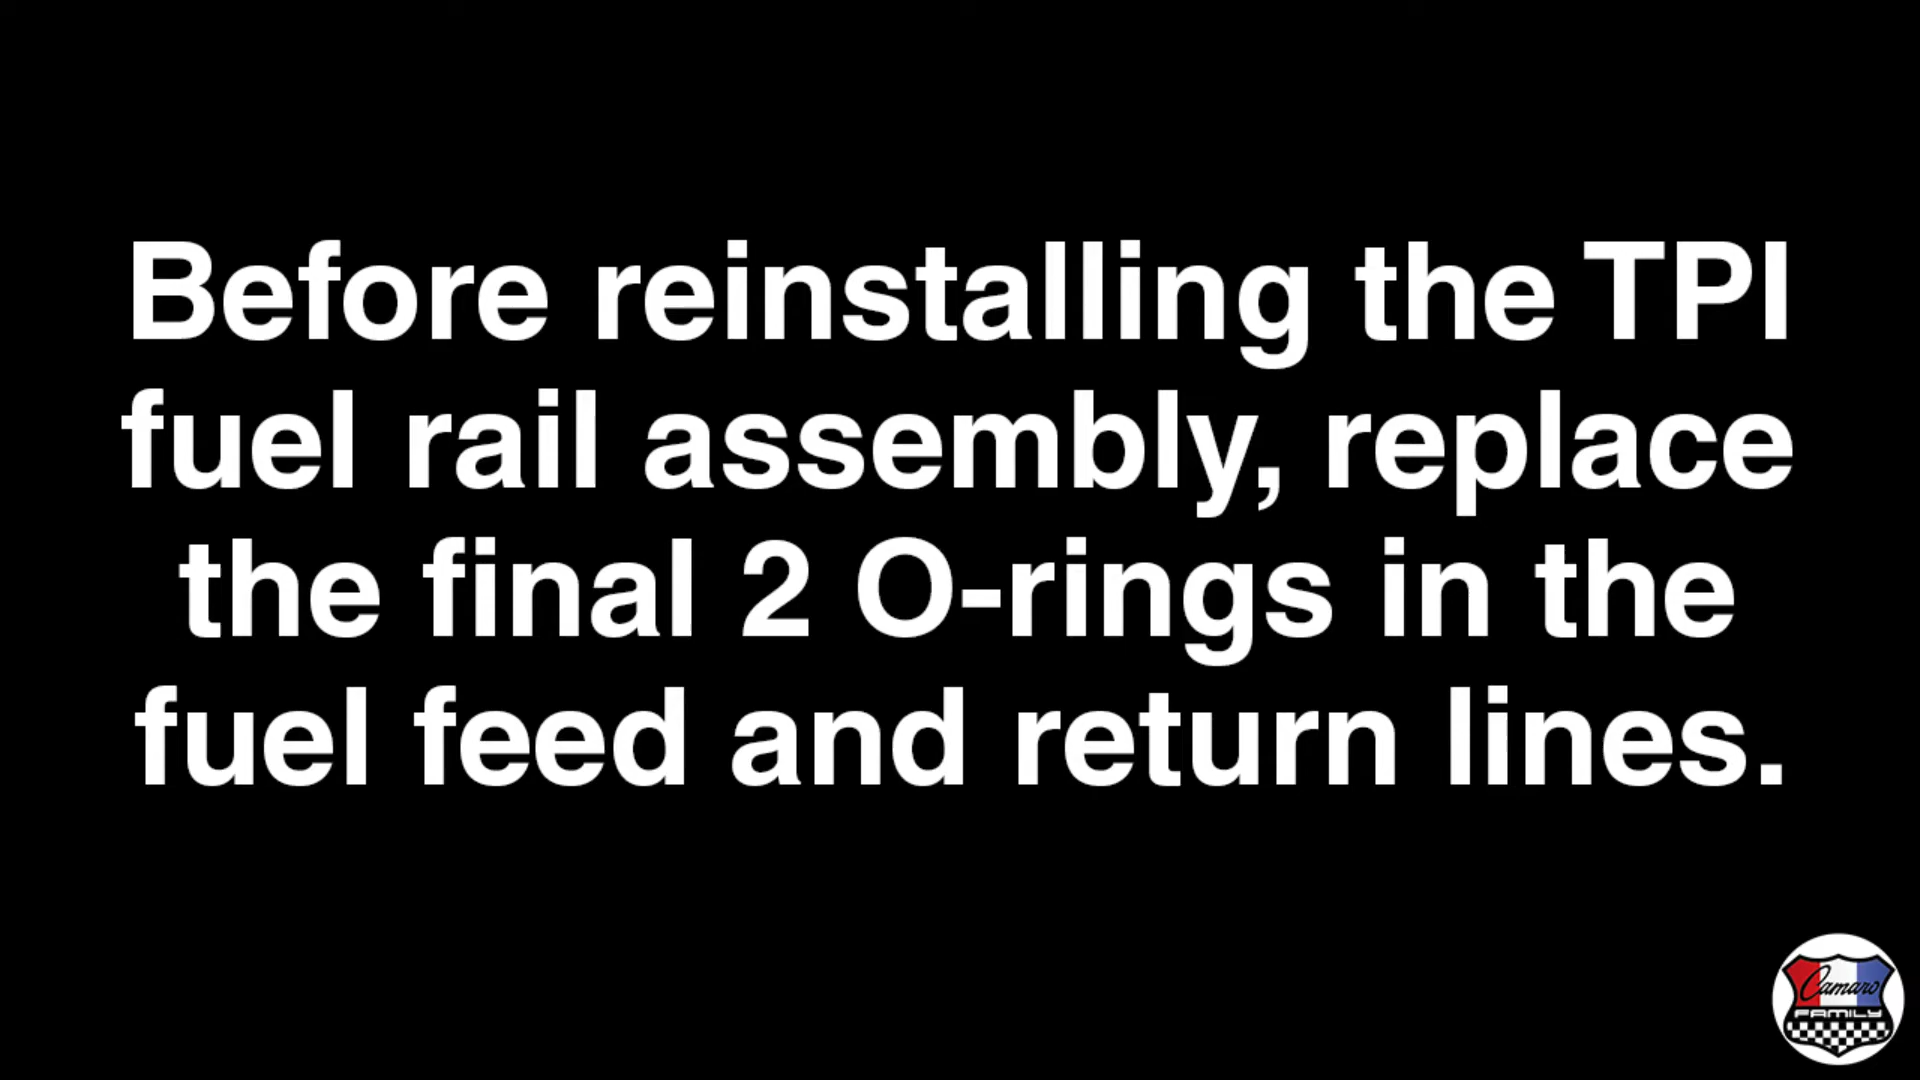 Before reinstalling the TPI
fuel rail assembly, replace
the final 2 O-rings in the
fuel feed and return lines.
Camaro
FAMILY